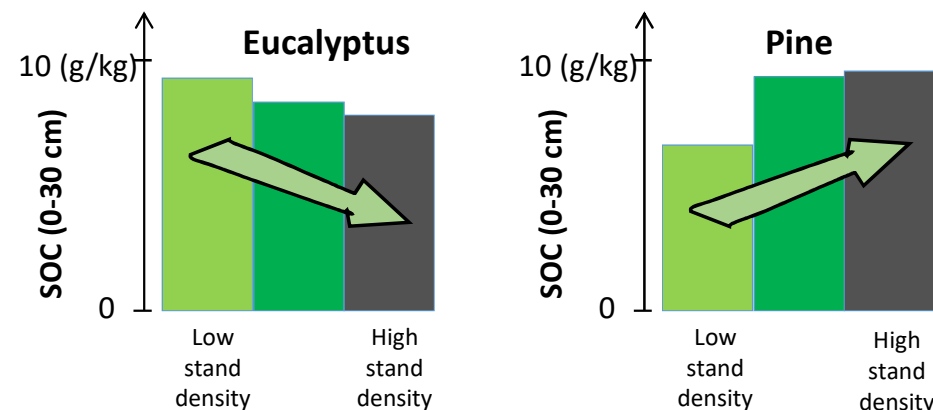 Eucalyptus
10 (g/kg)
SOC (0-30 cm)
0
Low
stand
density
High
stand
density
Pine
10 (g/kg)
SOC (0-30 cm)
0
Low
stand
density
High
stand
density